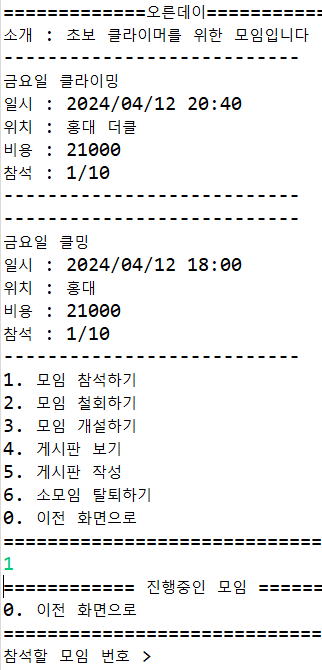 =============오른데이===========
소개 : 초보 클라이머를 위한 모임입니다
----------------------------
금요일 클라이밍
일시 : 2024/04/12 20:40
위치 : 홍대 더클
비용 : 21000
참석 : 1/10
----------------------------
----------------------------
금요일 클밍
일시 : 2024/04/12 18:00
위치 : 홍대
비용 : 21000
참석 : 1/10
----------------------------
1. 모임 참석하기
2. 모임 철회하기
3. 모임 개설하기
4. 게시판 보기
5. 게시판 작성
6. 소모임 탈퇴하기
0. 이전 화면으로
==============================
1
============ 진행중인 모임 ======
0. 이전 화면으로
==============================
참석할 모임 번호 >